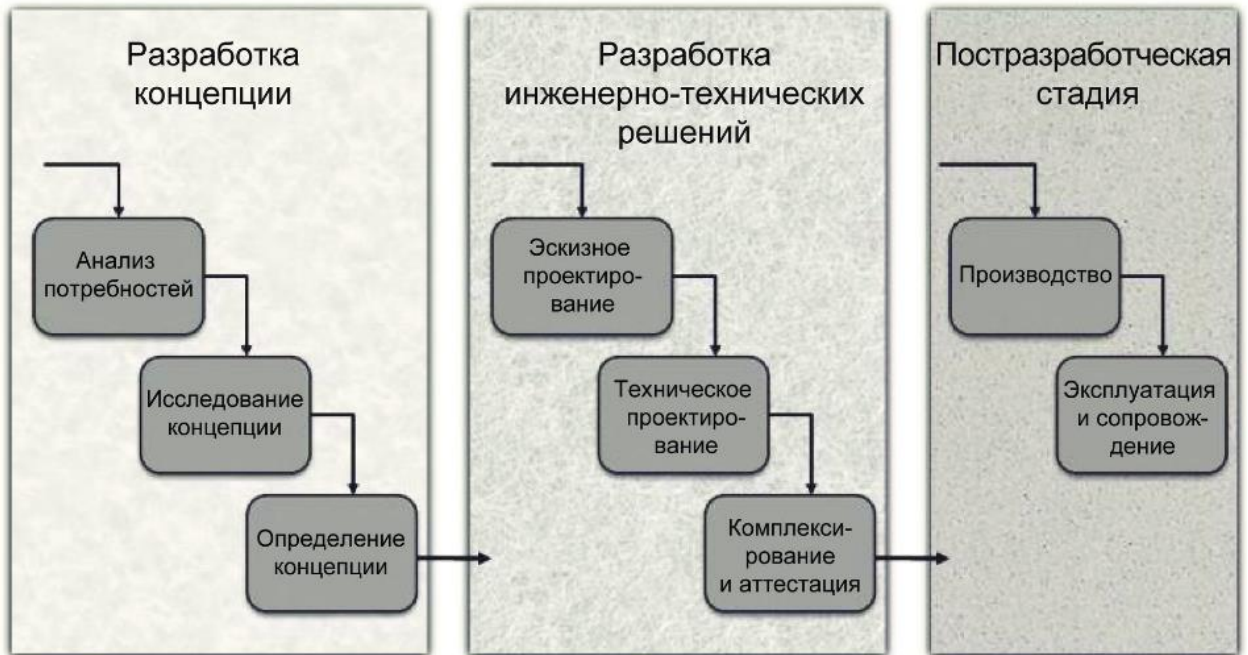 Разработка
концепции
Анализ
потребностей
Исследование
концепции
Определение
концепции
Разработка
инженерно-технических
решений
Эскизное
проектиро-
вание
Техническое
проектиро-
вание
Комплекси-
рование
и аттестация
Постразработческая
стадия
Производство
Эксплуатация
и сопровож-
дение